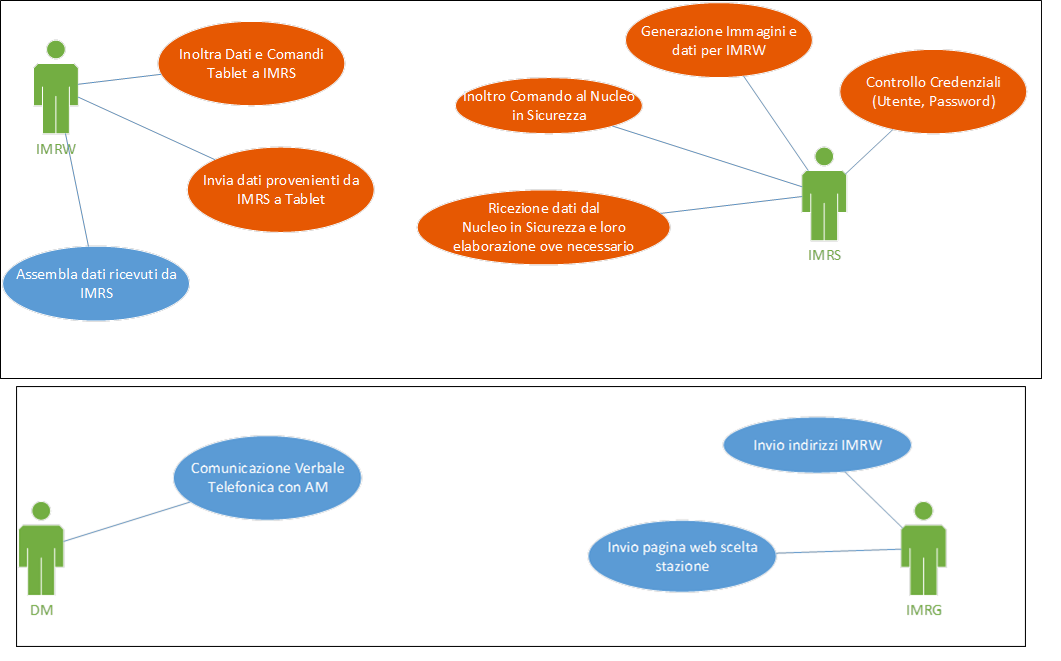 Inoltra Dati e Comandi
Tablet a IMRS
IMRW
Invia dati provenienti da
IMRS a Tablet
Assembla dati ricevuti da
IMRS
Generazione Immagini e
dati per IMRW
Controllo Credenziali
(Utente, Password)
Inoltro Comando al Nucleo
in Sicurezza
Ricezione dati dal
Nucleo in Sicurezza e loro
elaborazione ove necessario
IMRS
Comunicazione Verbale
Telefonica con AM
DM
Invio indirizzi IMRW
Invio pagina web scelta
stazione
IMRG